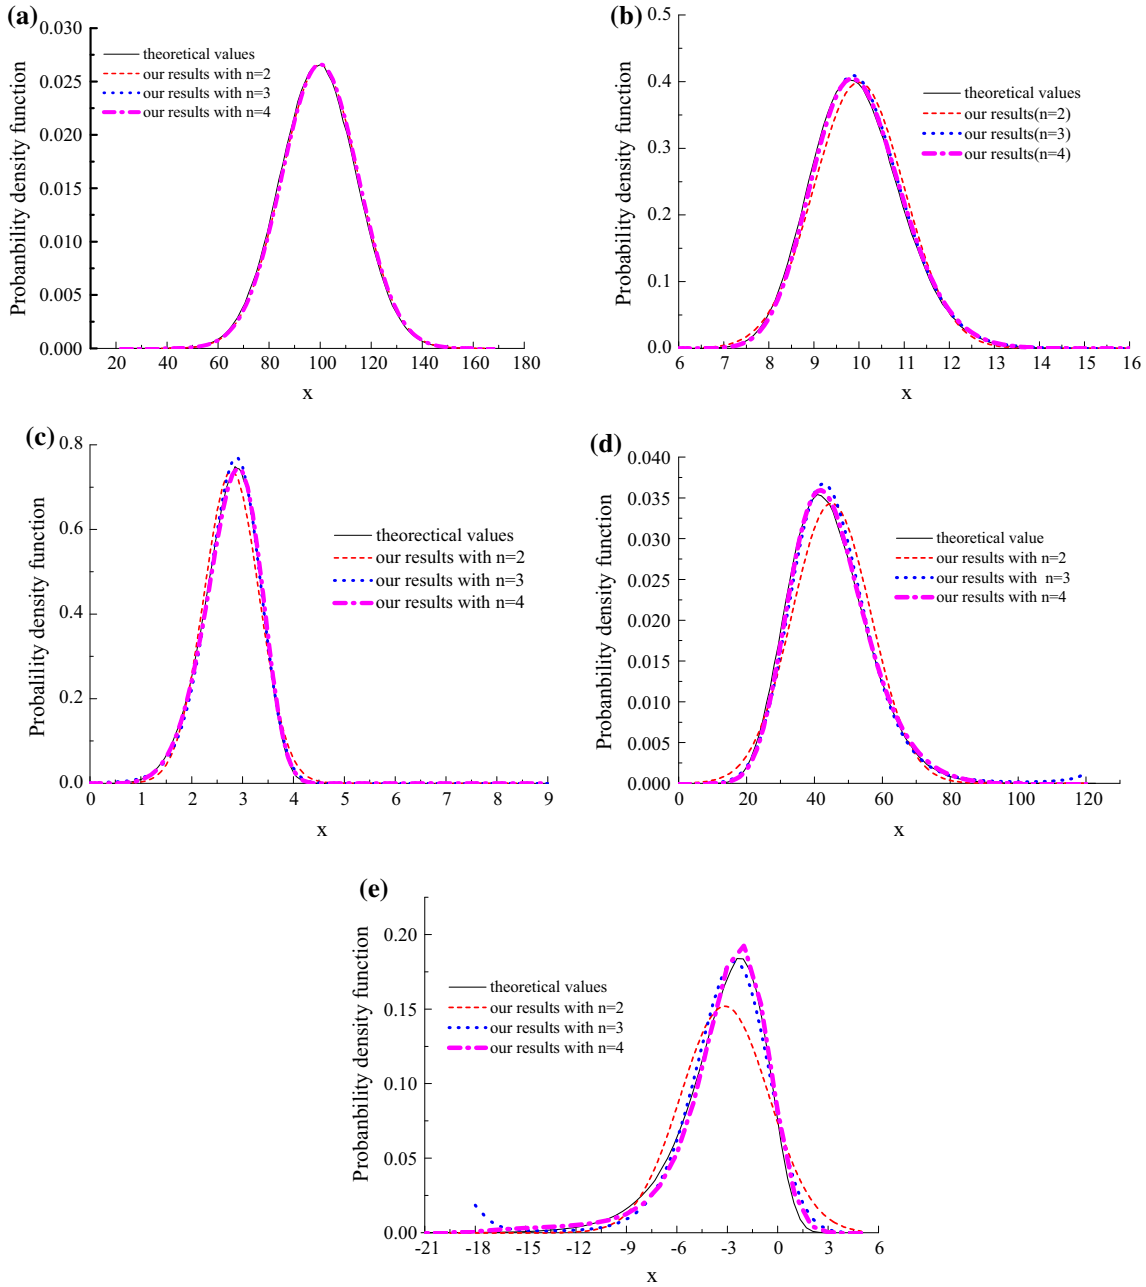 (a)
0.030
0.025
0.020
0.015
0.010
0.005
0.000
Probanbility density function
theoretical values
our results with n=2
our results with n=3
our results with n=4
20 40 60 80 100 120 140 160 180
x
(b)
0.5
0.4
0.3
0.2
0.1
0.0
Probability density function
theoretical values
our results(n=2)
our results(n=3)
our results(n=4)
6 7 8 9 10 11 12 13 14 15 16
x
(c)
0.8
0.6
0.4
0.2
0.0
Probalility density function
theoretical values
our results with n=2
our results with n=3
our results with n=4
0 1 2 3 4 5 6 7 8 9
x
(d)
0.040
0.035
0.030
0.025
0.020
0.015
0.010
0.005
0.000
Probanbility density function
theoretical value
our results with n=2
our results with n=3
our results with n=4
0 20 40 60 80 100 120
x
(e)
0.20
0.15
0.10
0.05
0.00
Probanbility density function
theoretical values
our results with n=2
our results with n=3
our results with n=4
-21 -18 -15 -12 -9 -6 -3 0 3 6
x